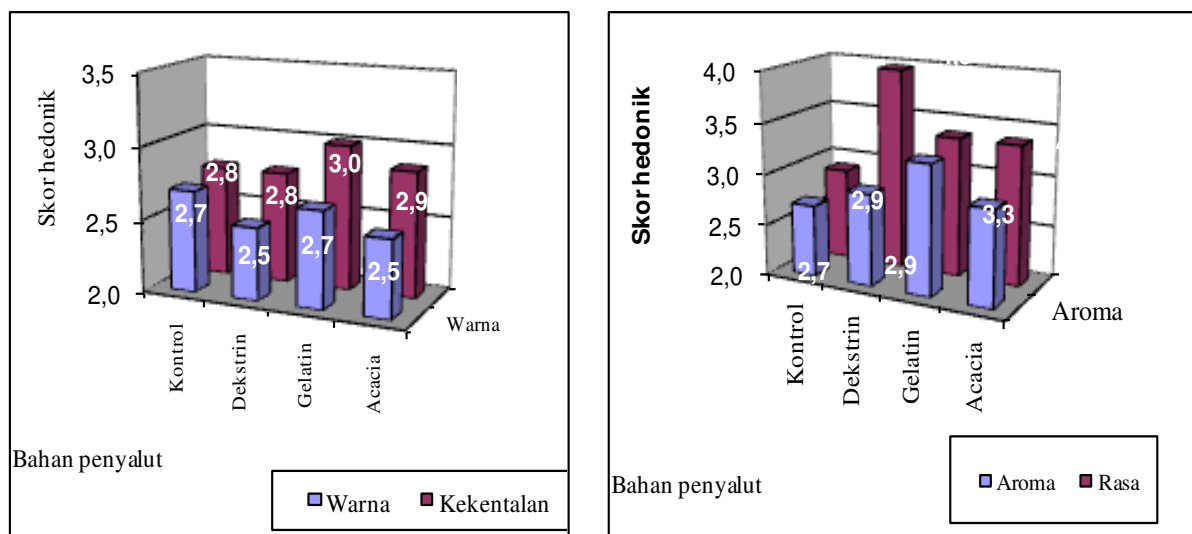 Skor hedonik
3,5
3,0
2,5
2,0
2,7
2,8
2,5
2,8
2,7
3,0
2,5
2,9
Kontrol
Dekstrin
Gelatin
Acacia
Warna
Bahan penyalut
Warna Kekentalan
Skor hedonik
4,0
3,5
3,0
2,5
2,0
2,7
2,9
2,9
3,3
Kontrol
Dekstrin
Gelatin
Acacia
Aroma
Bahan penyalut
Aroma Rasa